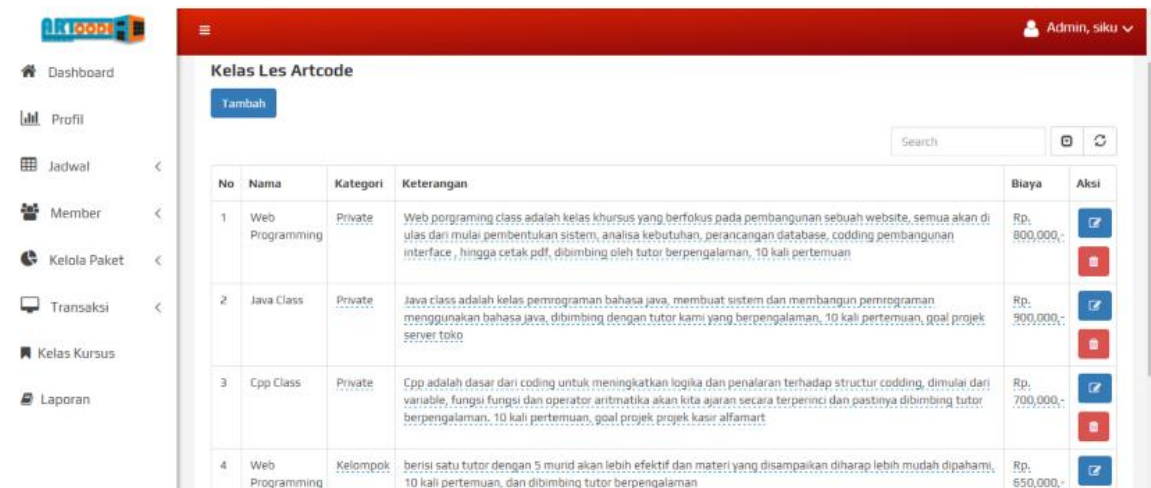 ARTCODE
Admin, siku
Dashboard
Profil
Jadwal
Member
Kelola Paket
Transaksi
Kelas Kursus
Laporan
Kelas Les Artcode
Tambah
Search
No Nama Kategori Keterangan Biaya Aksi
1 Web Private Web porgraming class adalah kelas khursus yang berfokus pada pembangunan sebuah website, semua akan di Rp.
Programming ulas dari mulai pembentukan sistem, analisa kebutuhan, perancangan database, codding pembangunan 800,000,-
interface , hingga cetak pdf, dibimbing oleh tutor berpengalaman, 10 kali pertemuan
2 Java Class Private Java class adalah kelas pemrograman bahasa java, membuat sistem dan membangun pemrograman Rp.
menggunakan bahasa java, dibimbing dengan tutor kami yang berpengalaman, 10 kali pertemuan, goal projek 900,000,-
server toko
3 Cpp Class Private Cpp adalah dasar dari coding untuk meningkatkan logika dan penalaran terhadap structur codding, dimulai dari Rp.
variable, fungsi fungsi dan operator aritmatika akan kita ajaran secara terperinci dan pastinya dibimbing tutor 700,000,-
berpengalaman. 10 kali pertemuan, goal projek projek kasir alfamart
4 Web Kelompok berisi satu tutor dengan 5 murid akan lebih efektif dan materi yang disampaikan diharap lebih mudah dipahami, Rp.
Programming 10 kali pertemuan, dan dibimbing tutor berpengalaman 650,000,-